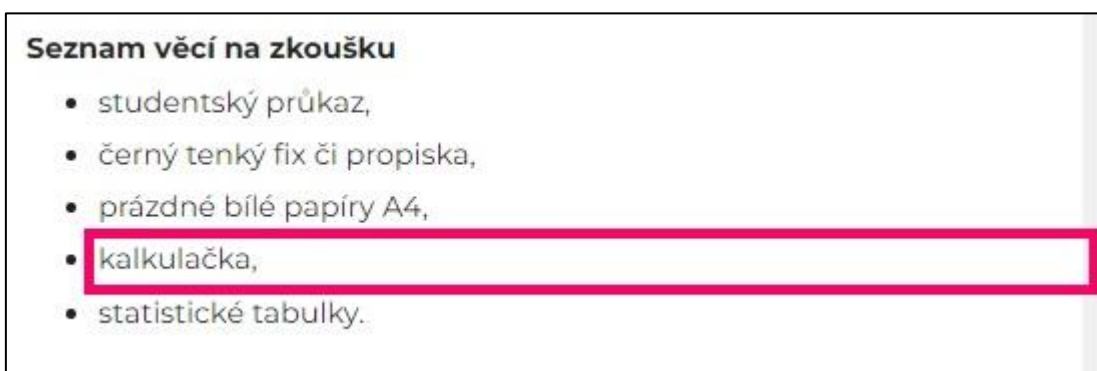 Seznam věcí na zkoušku
studentský průkaz,
černý tenký fix či propiska,
prázdné bílé papíry A4,
kalkulačka,
statistické tabulky.